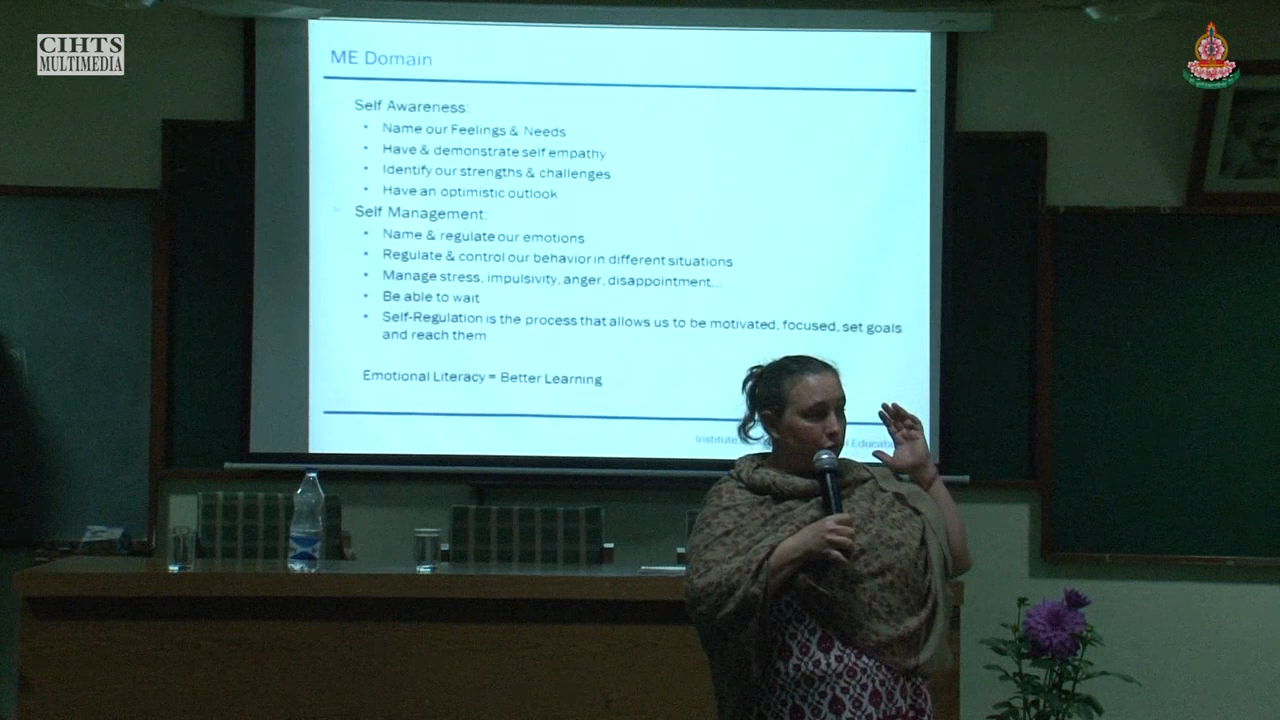 CIHTS
MULTIMEDIA
ME Domain
Self Awareness:
• Name our Feelings & Needs
• Have & demonstrate self empathy
• Identify our strengths & challenges
• Have an optimistic outlook
Self Management:
• Name & regulate our emotions
• Regulate & control our behavior in different situations
• Manage stress, impulsivity, anger, disappointment...
• Be able to wait
• Self-Regulation is the process that allows us to be motivated, focused, set goals
and reach them
Emotional Literacy = Better Learning
Institute